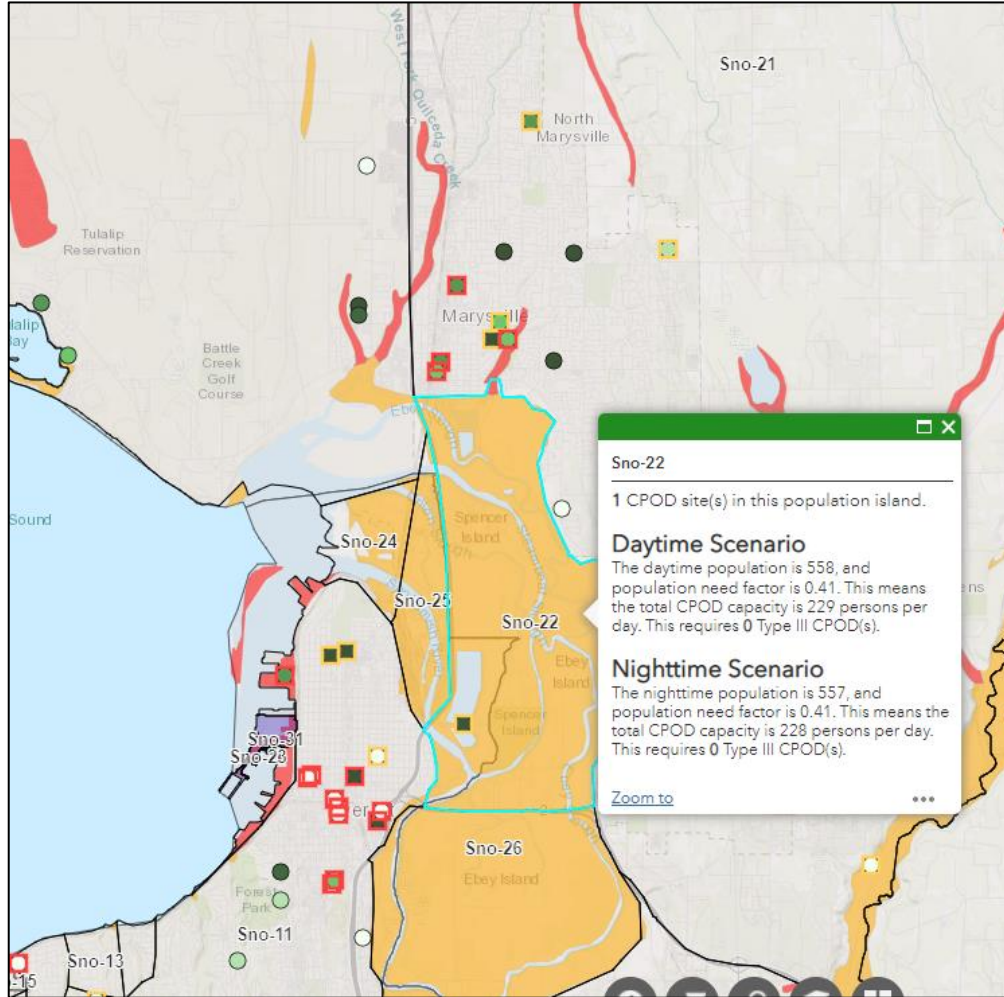 Sno-21
West Fork Quilceda Creek
North
Marysville
Tulalip
Reservation
Marysville
Battle
Creek
Golf
Course
Sound
Sno-24
Spencer
Island
Sno-25
Sno-22
Ebey
Island
Spencer
Island
Sno-31
Sno-23
Sno-26
Ebey Island
Forest
Park
Sno-11
Sno-13
-15
Sno-22
1 CPOD site(s) in this population island.
Daytime Scenario
The daytime population is 558, and
population need factor is 0.41. This means
the total CPOD capacity is 229 persons per
day. This requires 0 Type III CPOD(s).
Nighttime Scenario
The nighttime population is 557, and
population need factor is 0.41. This means the
total CPOD capacity is 228 persons per day.
This requires 0 Type III CPOD(s).
Zoom to